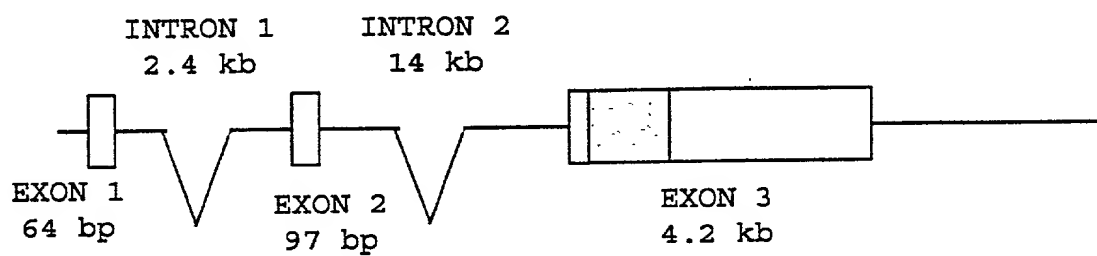 INTRON 1
2.4 kb
INTRON 2
14 kb
EXON 1
64 bp
EXON 2
97 bp
EXON 3
4.2 kb